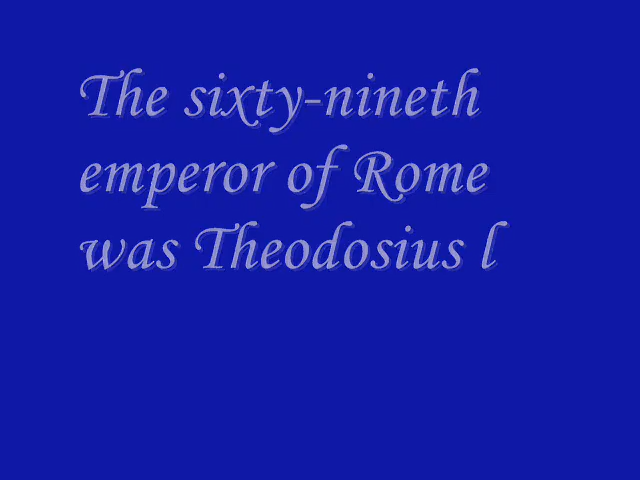 The sixty-nineth
emperor of Rome
was Theodosius l